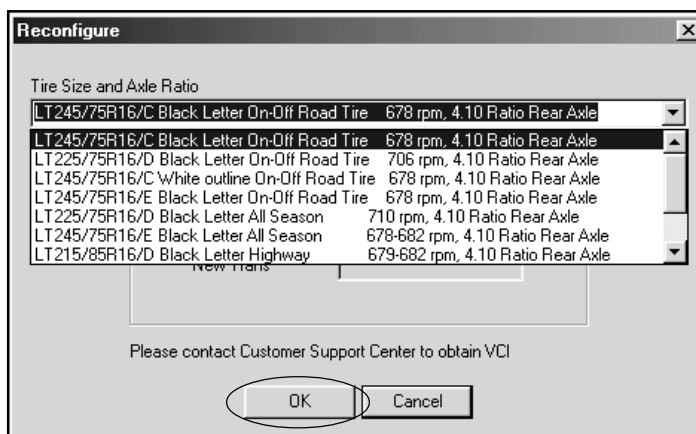 Reconfigure
Tire Size and Axle Ratio
LT245/75R16/C Black Letter On-Off Road Tire 678 rpm, 4.10 Ratio Rear Axle
LT245/75R16/C Black Letter On-Off Road Tire 678 rpm, 4.10 Ratio Rear Axle
LT225/75R16/D Black Letter On-Off Road Tire 706 rpm, 4.10 Ratio Rear Axle
LT245/75R16/C White outline On-Off Road Tire 678 rpm, 4.10 Ratio Rear Axle
LT245/75R16/E Black Letter On-Off Road Tire 678 rpm, 4.10 Ratio Rear Axle
LT225/75R16/D Black Letter All Season 710 rpm, 4.10 Ratio Rear Axle
LT245/75R16/E Black Letter All Season 678-682 rpm, 4.10 Ratio Rear Axle
LT215/85R16/D Black Letter Highway 679-682 rpm, 4.10 Ratio Rear Axle
New Trans
Please contact Customer Support Center to obtain VCI
OK Cancel